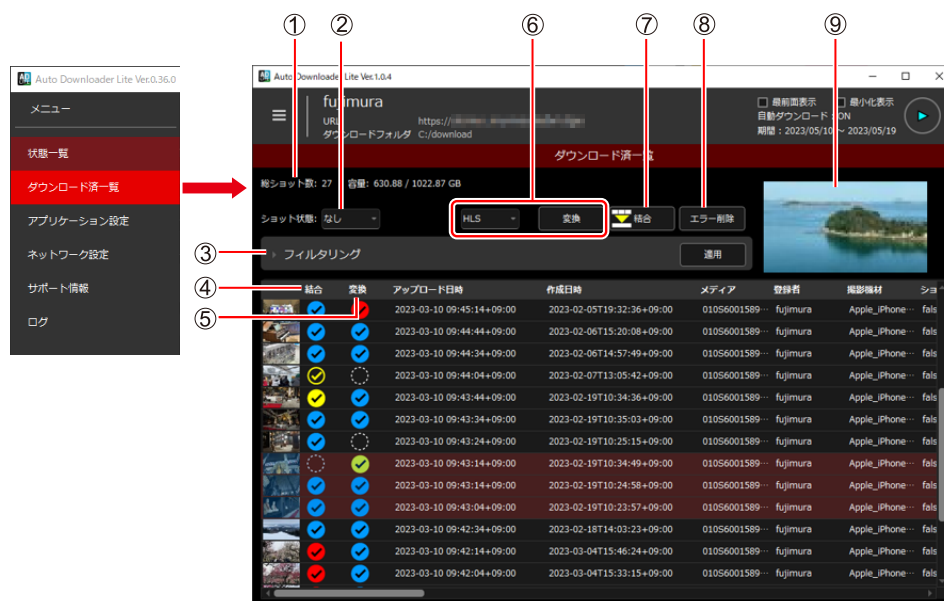 ① ② ⑥ ⑦ ⑧ ⑨
Auto Downloader Lite Ver.0.36.0
メニュー
状態一覧
ダウンロード済一覧
アプリケーション設定
ネットワーク設定
サポート情報
ログ
③
④
⑤
Auto Downloader Lite Ver.1.0.4
fujimura
URL https://
ダウンロードフォルダ C:/download
最前面表示 最小化表示
自動ダウンロード : ON
期間 : 2023/05/10 ~ 2023/05/19
ダウンロード済一覧
総ショット数: 27 容量: 630.88 / 1022.87 GB
ショット状態: なし HLS 変換 結合 エラー削除
フィルタリング 適用
結合 変換 アップロード日時 作成日時 メディア 登録者 撮影機材 ショ
2023-03-10 09:45:14+09:00 2023-02-05T19:32:36+09:00 010S6001589… fujimura Apple_iPhone… fals
2023-03-10 09:44:44+09:00 2023-02-06T15:20:08+09:00 010S6001589… fujimura Apple_iPhone… fals
2023-03-10 09:44:34+09:00 2023-02-06T14:57:49+09:00 010S6001589… fujimura Apple_iPhone… fals
2023-03-10 09:44:04+09:00 2023-02-07T13:05:42+09:00 010S6001589… fujimura Apple_iPhone… fals
2023-03-10 09:43:44+09:00 2023-02-19T10:34:36+09:00 010S6001589… fujimura Apple_iPhone… fals
2023-03-10 09:43:34+09:00 2023-02-19T10:35:03+09:00 010S6001589… fujimura Apple_iPhone… fals
2023-03-10 09:43:24+09:00 2023-02-19T10:25:15+09:00 010S6001589… fujimura Apple_iPhone… fals
2023-03-10 09:43:14+09:00 2023-02-19T10:34:49+09:00 010S6001589… fujimura Apple_iPhone… fals
2023-03-10 09:43:14+09:00 2023-02-19T10:24:58+09:00 010S6001589… fujimura Apple_iPhone… fals
2023-03-10 09:43:04+09:00 2023-02-19T10:23:57+09:00 010S6001589… fujimura Apple_iPhone… fals
2023-03-10 09:42:34+09:00 2023-02-18T14:03:23+09:00 010S6001589… fujimura Apple_iPhone… fals
2023-03-10 09:42:14+09:00 2023-03-04T15:46:24+09:00 010S6001589… fujimura Apple_iPhone… fals
2023-03-10 09:42:04+09:00 2023-03-04T15:33:15+09:00 010S6001589… fujimura Apple_iPhone… fals